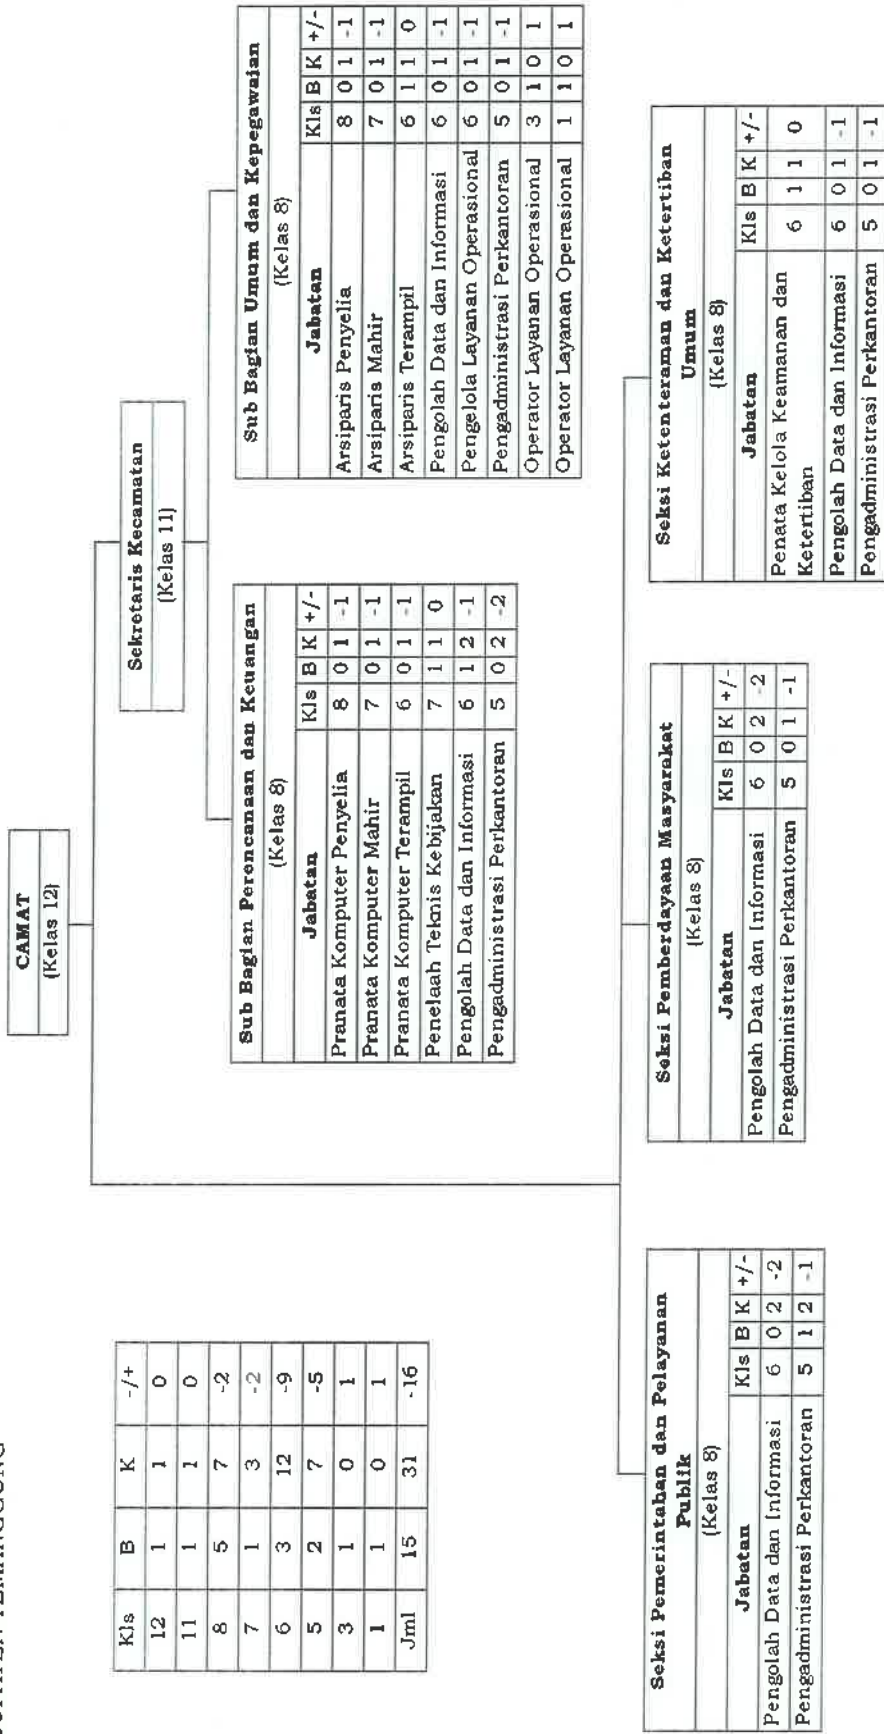 CAMAT
(Kelas 12)
Kls B K -/+
12 1 1 0
11 1 1 0
8 5 7 -2
7 1 3 -2
6 3 12 -9
5 2 7 -5
3 1 0 1
1 1 0 1
Jml 15 31 -16
Sekretaris Kecamatan
(Kelas 11)
Sub Bagian Perencanaan dan Keuangan
(Kelas 8)
Jabatan Kls B K +/-
Pranata Komputer Penyelia 8 0 1 -1
Pranata Komputer Mahir 7 0 1 -1
Pranata Komputer Terampil 6 0 1 -1
Penelaah Teknis Kebijakan 7 1 1 0
Pengolah Data dan Informasi 6 1 2 -1
Pengadministrasi Perkantoran 5 0 2 -2
Sub Bagian Umum dan Kepegawaian
(Kelas 8)
Jabatan Kls B K +/-
Arsiparis Penyelia 8 0 1 -1
Arsiparis Mahir 7 0 1 -1
Arsiparis Terampil 6 1 1 0
Pengolah Data dan Informasi 6 0 1 -1
Pengelola Layanan Operasional 6 0 1 -1
Pengadministrasi Perkantoran 5 0 1 -1
Operator Layanan Operasional 3 1 0 1
Operator Layanan Operasional 1 1 0 1
Seksi Pemerintahan dan Pelayanan
Publik
(Kelas 8)
Jabatan Kls B K +/-
Pengolah Data dan Informasi 6 0 2 -2
Pengadministrasi Perkantoran 5 1 2 -1
Seksi Pemberdayaan Masyarakat
(Kelas 8)
Jabatan Kls B K +/-
Pengolah Data dan Informasi 6 0 2 -2
Pengadministrasi Perkantoran 5 0 1 -1
Seksi Ketenteraman dan Ketertiban
Umum
(Kelas 8)
Jabatan Kls B K +/-
Penata Kelola Keamanan dan
Ketertiban 6 1 1 0
Pengolah Data dan Informasi 6 0 1 -1
Pengadministrasi Perkantoran 5 0 1 -1